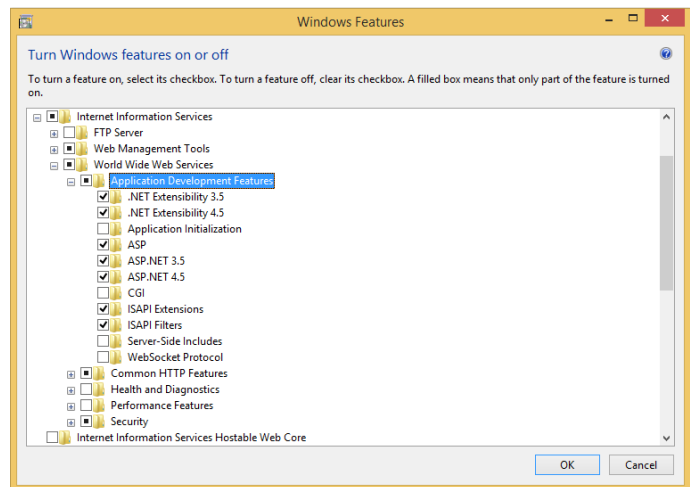 Windows Features
Turn Windows features on or off
To turn a feature on, select its checkbox. To turn a feature off, clear its checkbox. A filled box means that only part of the feature is turned
on.
Internet Information Services
FTP Server
Web Management Tools
World Wide Web Services
Application Development Features
.NET Extensibility 3.5
.NET Extensibility 4.5
Application Initialization
ASP
ASP.NET 3.5
ASP.NET 4.5
CGI
ISAPI Extensions
ISAPI Filters
Server-Side Includes
WebSocket Protocol
Common HTTP Features
Health and Diagnostics
Performance Features
Security
Internet Information Services Hostable Web Core
OK Cancel